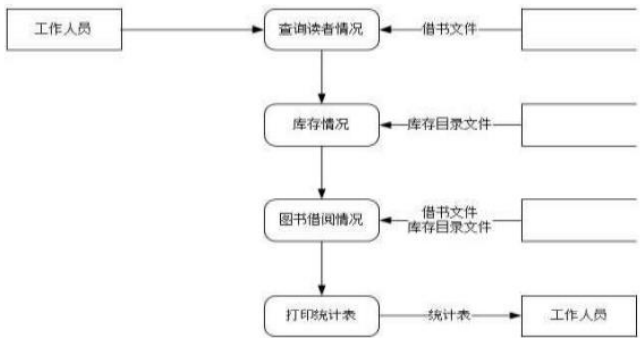 工作人员
查询读者情况
借书文件
库存情况
库存目录文件
图书借阅情况
借书文件
库存目录文件
打印统计表
统计表
工作人员